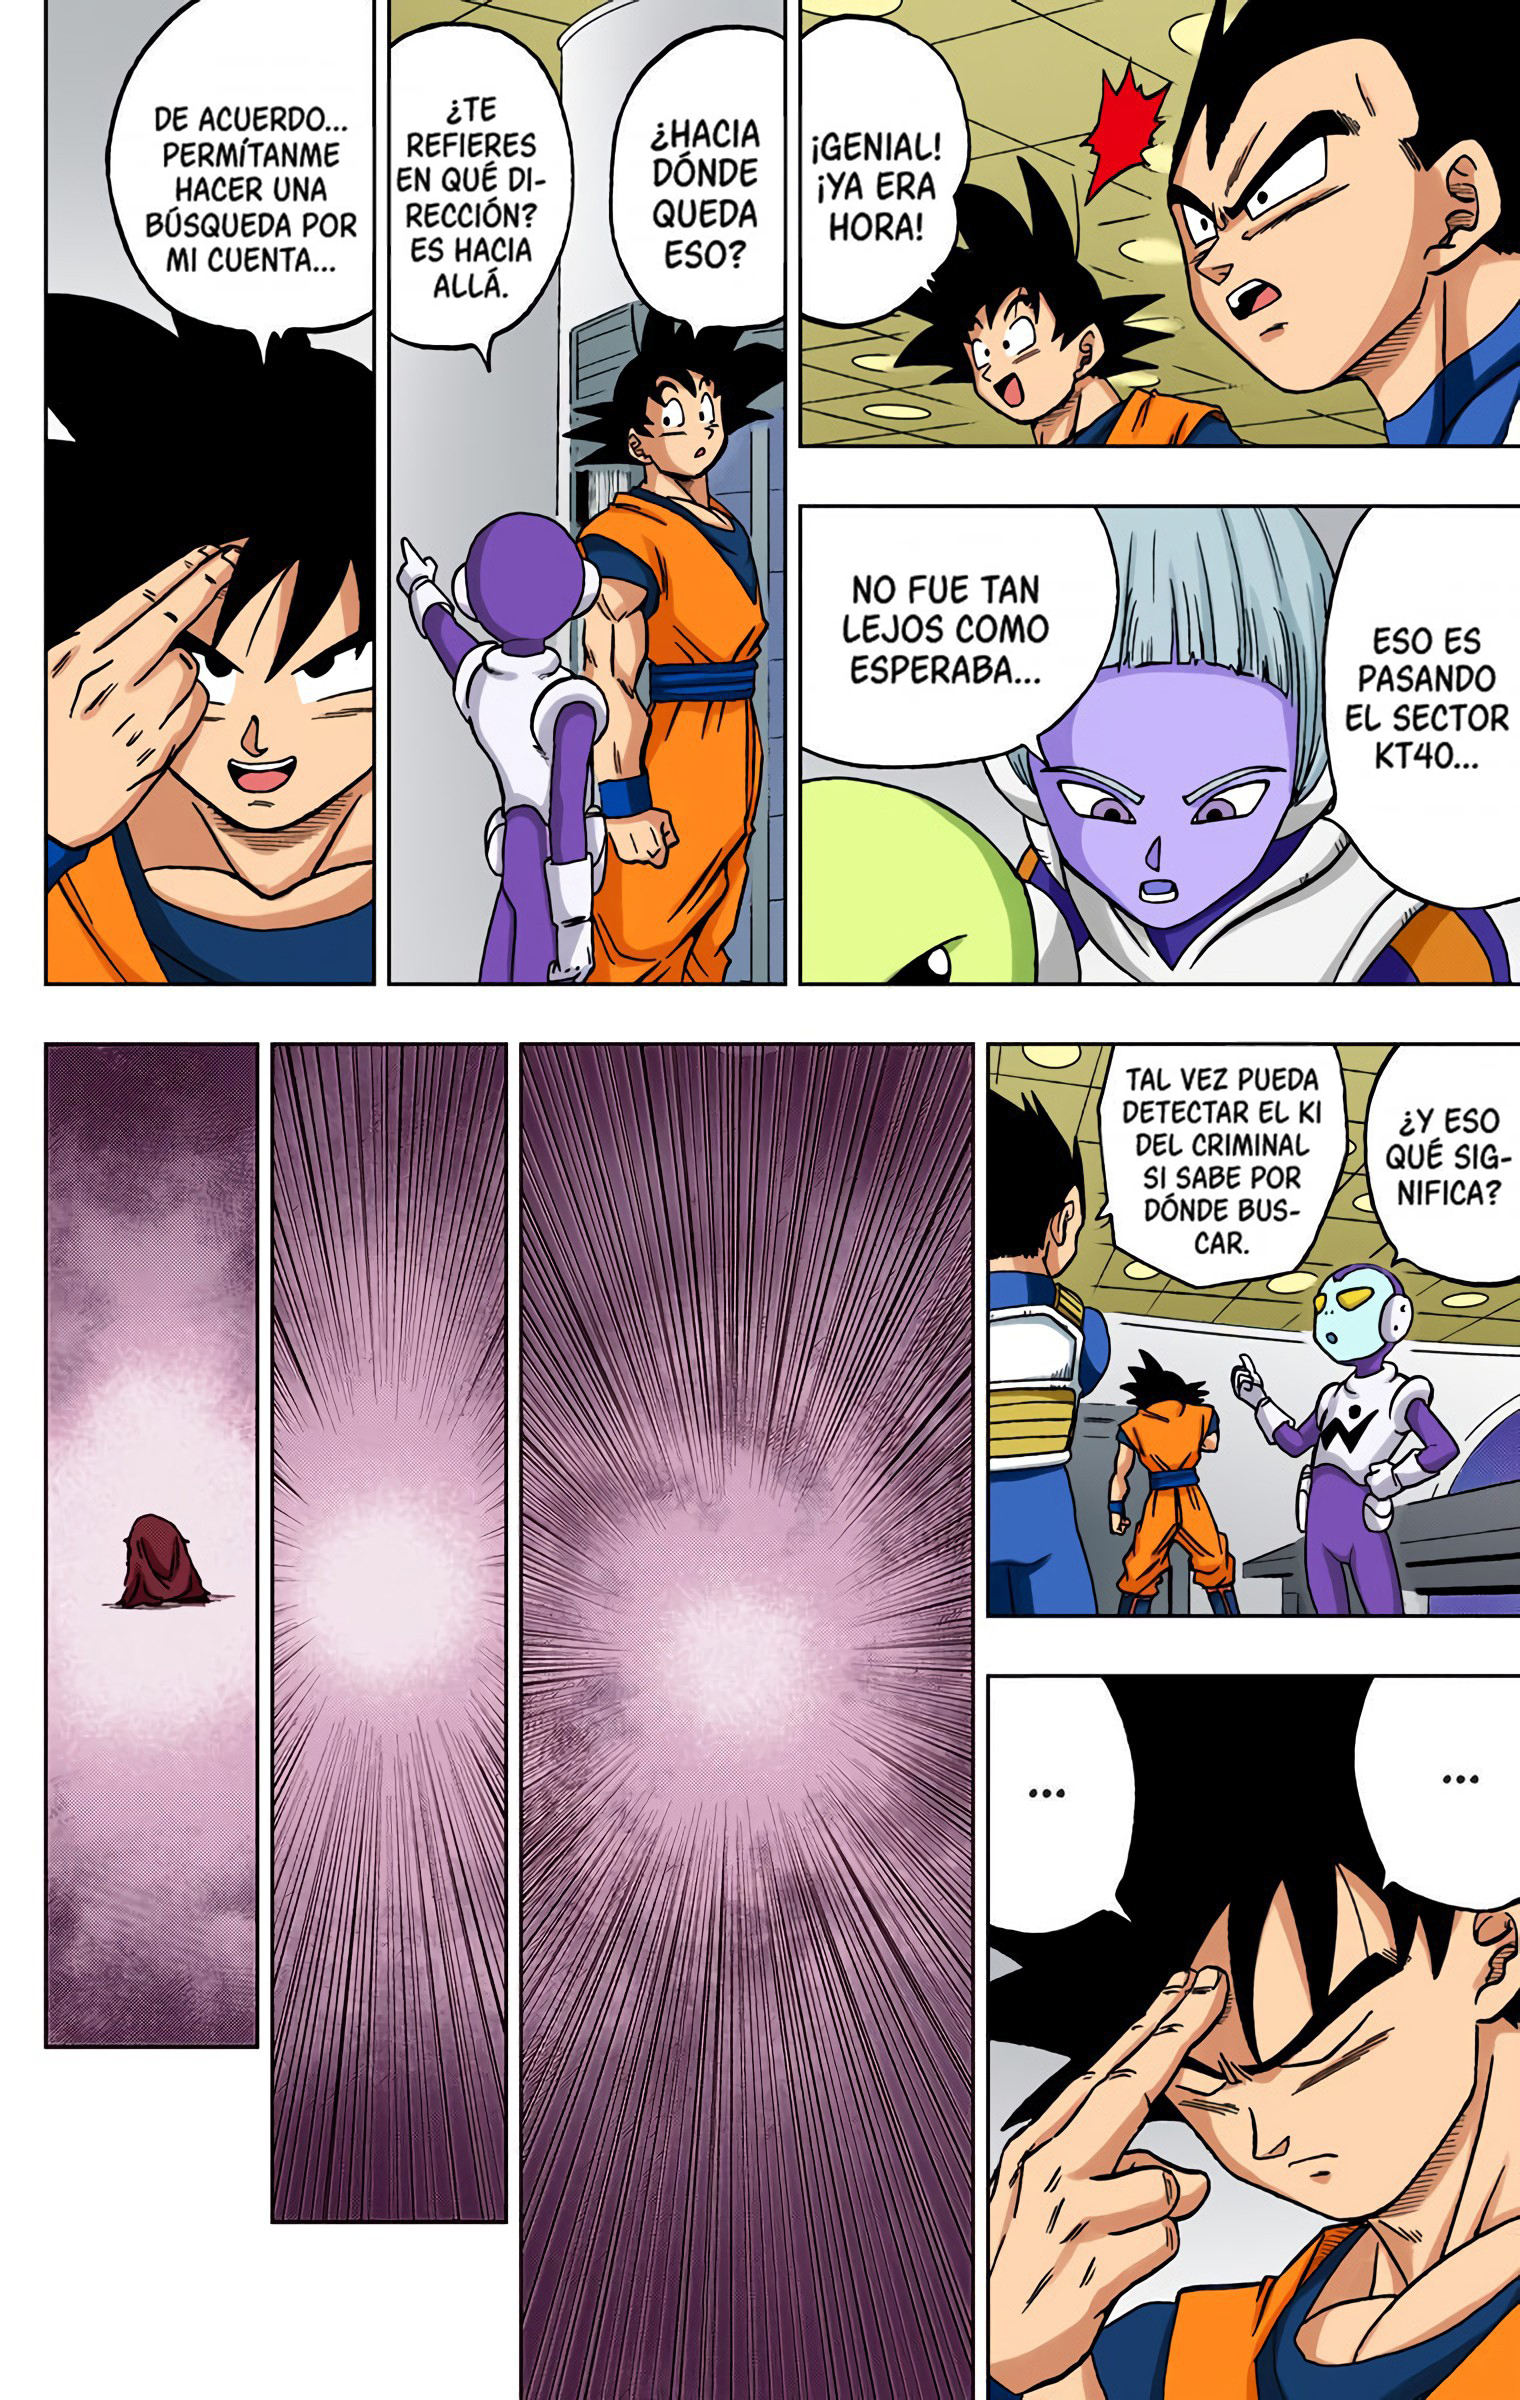 ¡GENIAL!
¡YA ERA
HORA!
ESO ES
PASANDO
EL SECTOR
KT40...
NO FUE TAN
LEJOS COMO
ESPERABA...
¿HACIA
DÓNDE
QUEDA
ESO?
¿TE
REFIERES
EN QUÉ DI-
RECCIÓN?
ES HACIA
ALLÁ.
DE ACUERDO...
PERMÍTANME
HACER UNA
BÚSQUEDA POR
MI CUENTA...
¿Y ESO
QUÉ SIG-
NIFICA?
TAL VEZ PUEDA
DETECTAR EL KI
DEL CRIMINAL
SI SABE POR
DÓNDE BUS-
CAR.
...
...